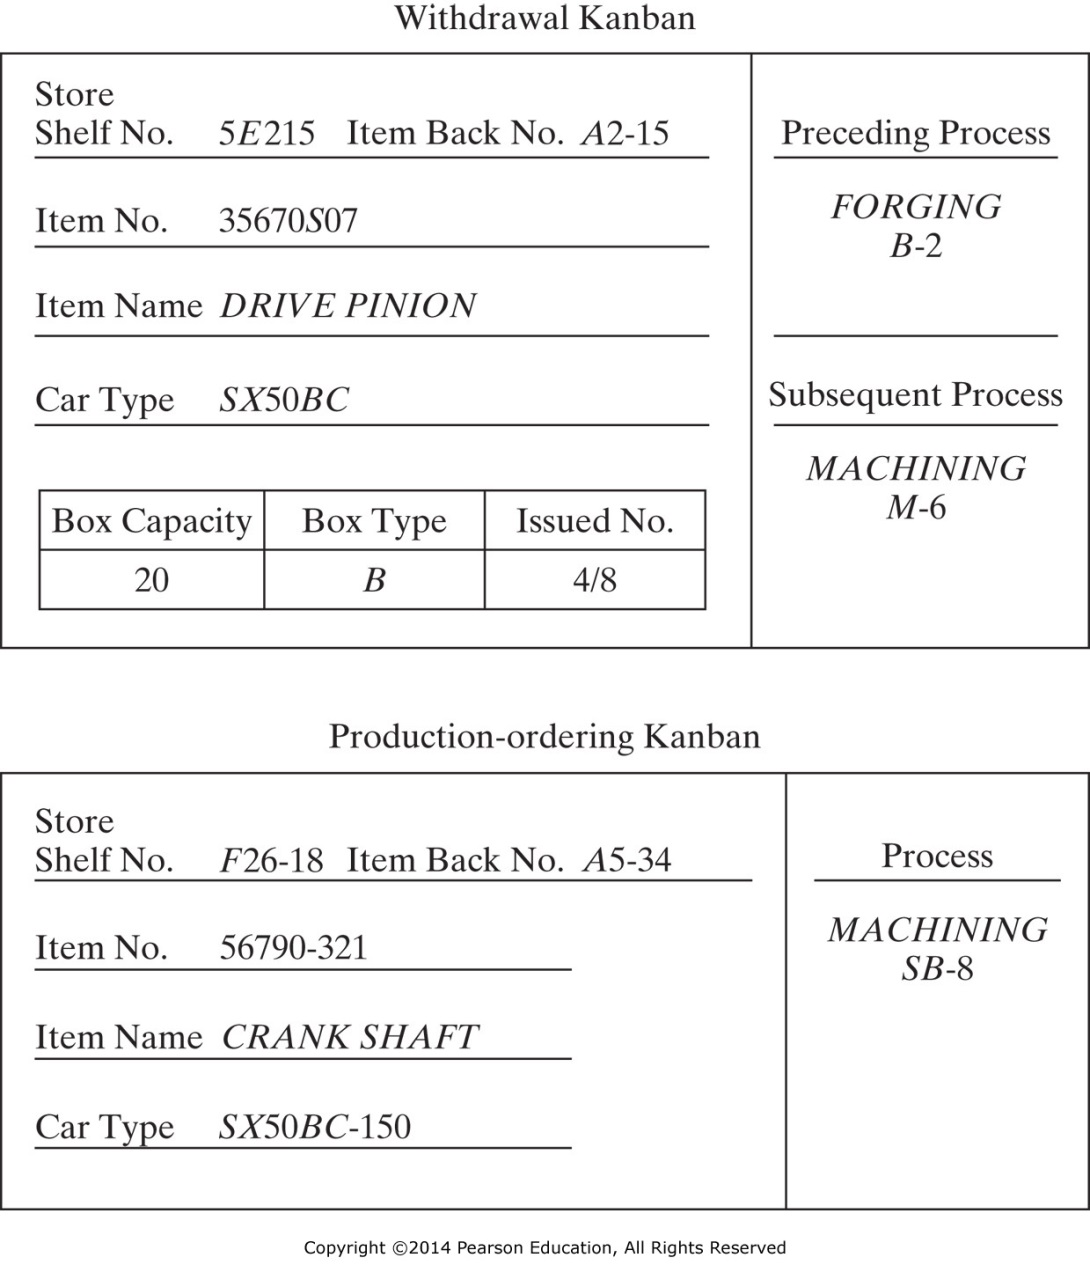 Withdrawal Kanban
Store
Shelf No. 5E215 Item Back No. A2-15
Item No. 35670S07
Item Name DRIVE PINION
Car Type SX50BC
Box Capacity Box Type Issued No.
20 B 4/8
Preceding Process
FORGING
B-2
Subsequent Process
MACHINING
M-6
Production-ordering Kanban
Store
Shelf No. F26-18 Item Back No. A5-34
Item No. 56790-321
Item Name CRANK SHAFT
Car Type SX50BC-150
Process
MACHINING
SB-8
Copyright ©2014 Pearson Education, All Rights Reserved